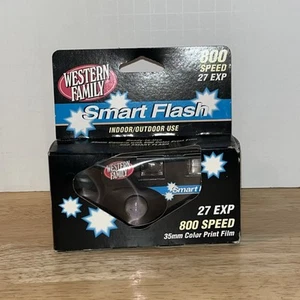 WESTERN
FAMILY
800
SPEED
27 EXP
Smart Flash
INDOOR/OUTDOOR USE
WESTERN
FAMILY
Smart
27 EXP
800 SPEED
35mm Color Print Film